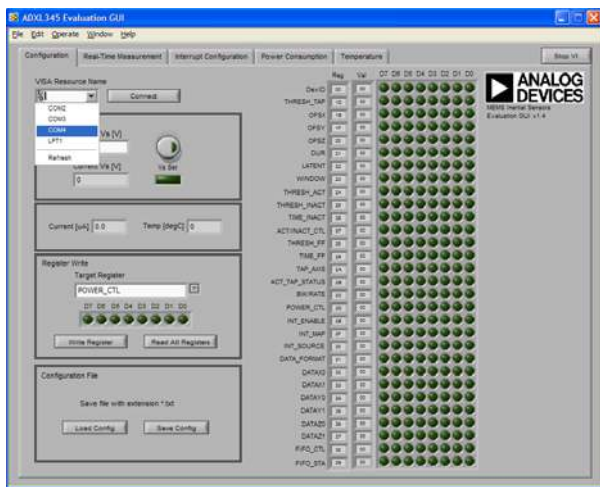 ADXL345 Evaluation GUI
File Edit Operate Window Help
Configuration Real-Time Measurement Interrupt Configuration Power Consumption Temperature Stop VI
VISA Resource Name
Connect
COM2
COM3
COM4
LPT1
Refresh
Vs [V]
Current Vs [V]
0
Vs Set
Current [uA] 0.0 Temp [degC] 0
Register Write
Target Register
POWER_CTL
D7 D6 D5 D4 D3 D2 D1 D0
Write Register Read All Registers
Configuration File
Save file with extension *.txt
Load Config Save Config
Reg Val D7 D6 D5 D4 D3 D2 D1 D0
DevID
THRESH_TAP
OFSX
OFSY
OFSZ
DUR
LATENT
WINDOW
THRESH_ACT
THRESH_INACT
TIME_INACT
ACT/INACT_CTL
THRESH_FF
TIME_FF
TAP_AXIS
ACT_TAP_STATUS
BW/RATE
POWER_CTL
INT_ENABLE
INT_MAP
INT_SOURCE
DATA_FORMAT
DATAX0
DATAX1
DATAY0
DATAY1
DATAZ0
DATAZ1
FIFO_CTL
FIFO_STA
ANALOG
DEVICES
MEMS Inertial Sensors
Evaluation GUI v1.4